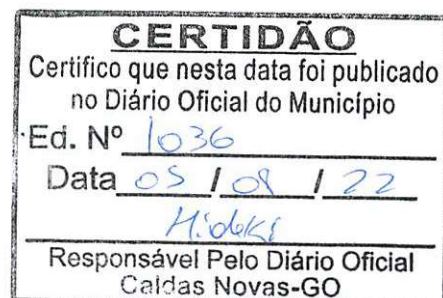 CERTIDÃO
Certifico que nesta data foi publicado
no Diário Oficial do Município
Ed. Nº 1036
Data 05 / 08 / 22
Hideki
Responsável Pelo Diário Oficial
Caldas Novas-GO